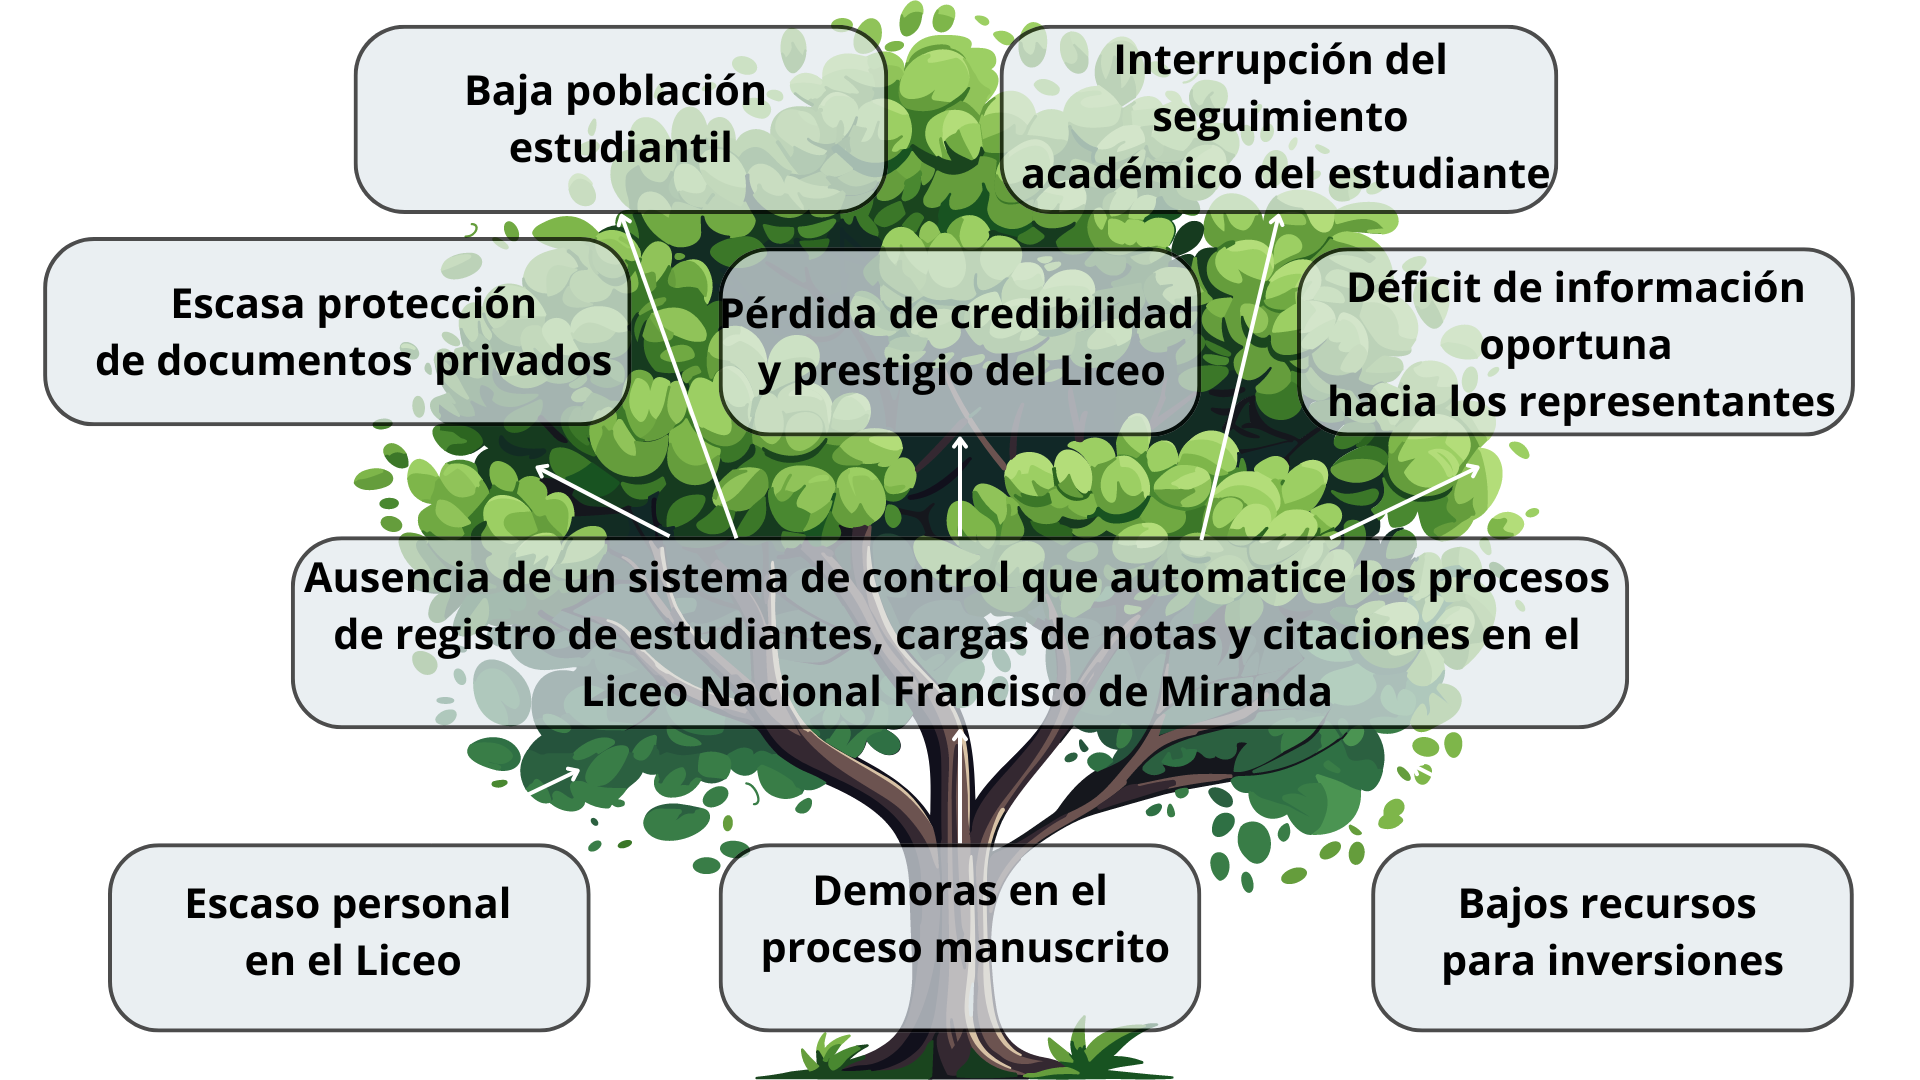 Baja población
estudiantil
Interrupción del
seguimiento
académico del estudiante
Escasa protección
de documentos  privados
Pérdida de credibilidad
y prestigio del Liceo
Déficit de información
oportuna
hacia los representantes
Ausencia de un sistema de control que automatice los procesos
de registro de estudiantes, cargas de notas y citaciones en el
Liceo Nacional Francisco de Miranda
Escaso personal
en el Liceo
Demoras en el
proceso manuscrito
Bajos recursos
para inversiones